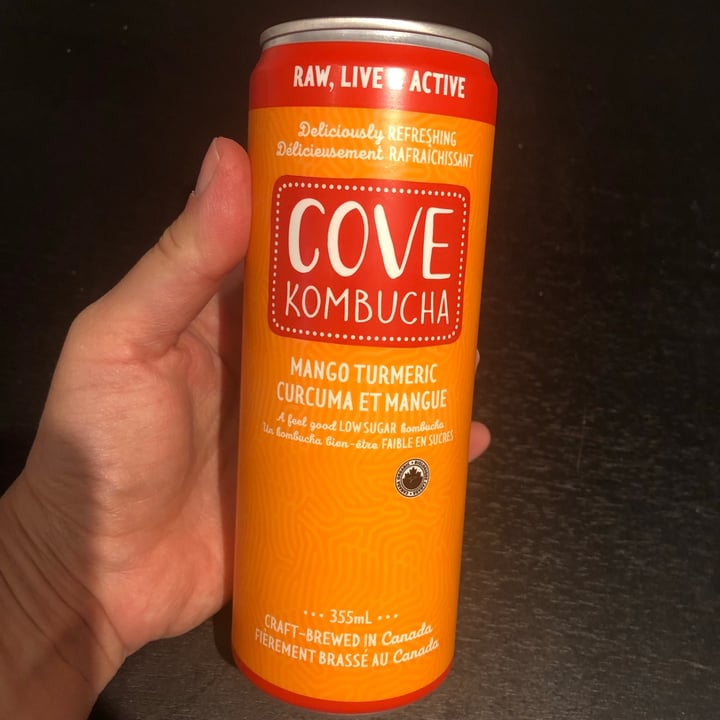 RAW, LIVE & ACTIVE
Deliciously REFRESHING
Délicieusement RAFRAÎCHISSANT
COVE
KOMBUCHA
MANGO TURMERIC
CURCUMA ET MANGUE
A feel good LOW SUGAR kombucha
Un kombucha bien-être FAIBLE EN SUCRES
355mL
CRAFT-BREWED IN Canada
FIÈREMENT BRASSÉ AU Canada